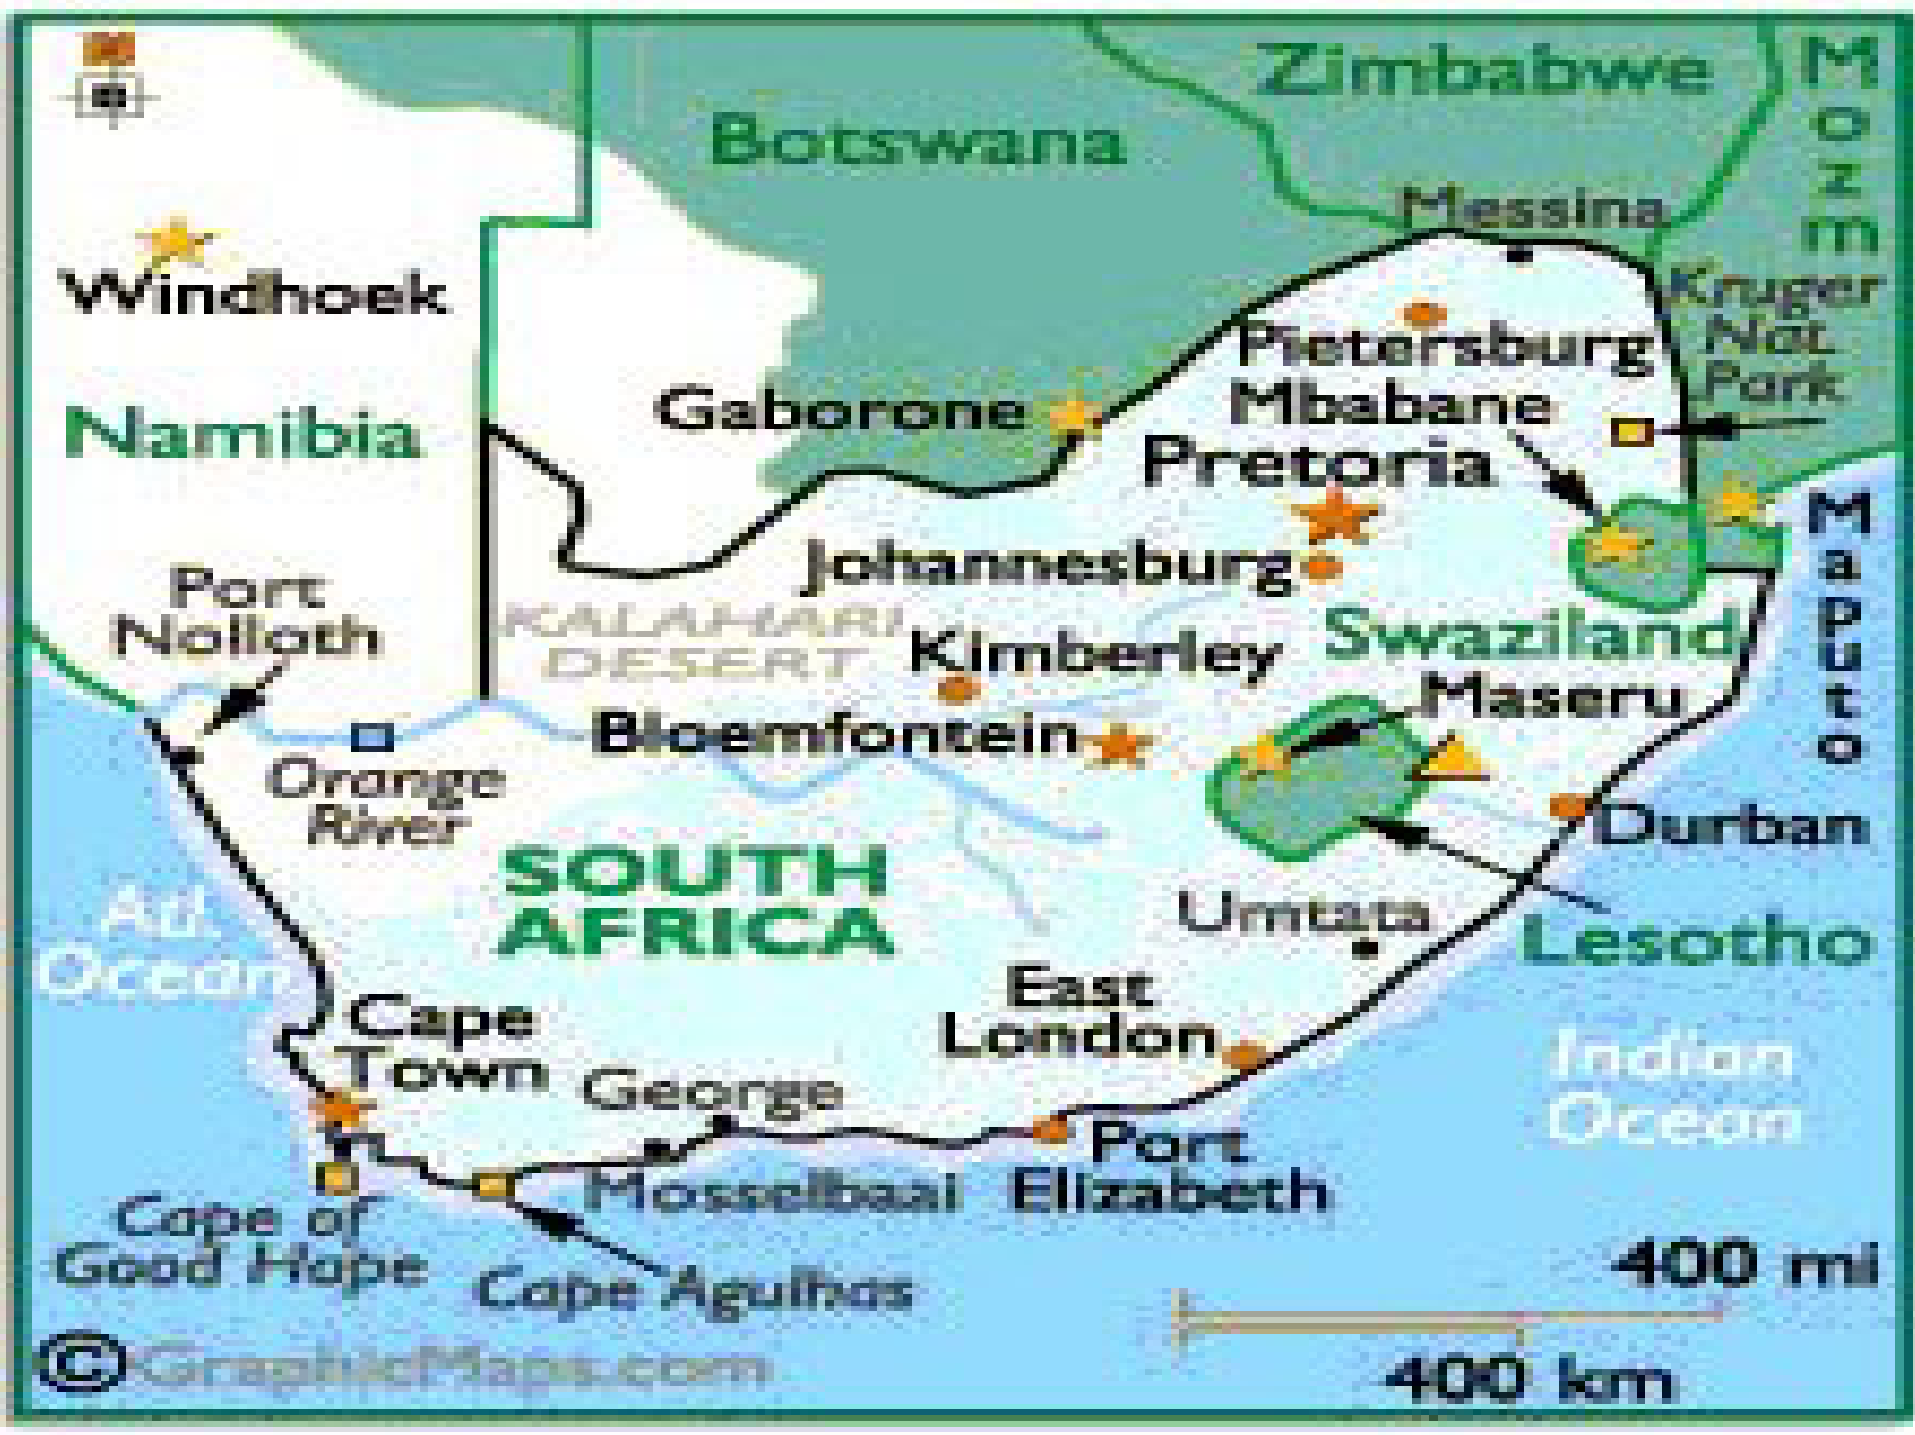 Zimbabwe
Mozm
Botswana
Messina
Windhoek
Kruger
Nat.
Park
Pietersburg
Namibia
Gaborone
Mbabane
Pretoria
Maputo
Port
Nolloth
Johannesburg
KALAHARI
DESERT
Kimberley
Swaziland
Maseru
Bloemfontein
Orange
River
Durban
SOUTH
AFRICA
Atl.
Ocean
Umtata
Lesotho
East
London
Cape
Town
George
Indian
Ocean
Port
Elizabeth
Mosselbaai
Cape of
Good Hope
Cape Agulhas
400 mi
400 km
©GraphicMaps.com